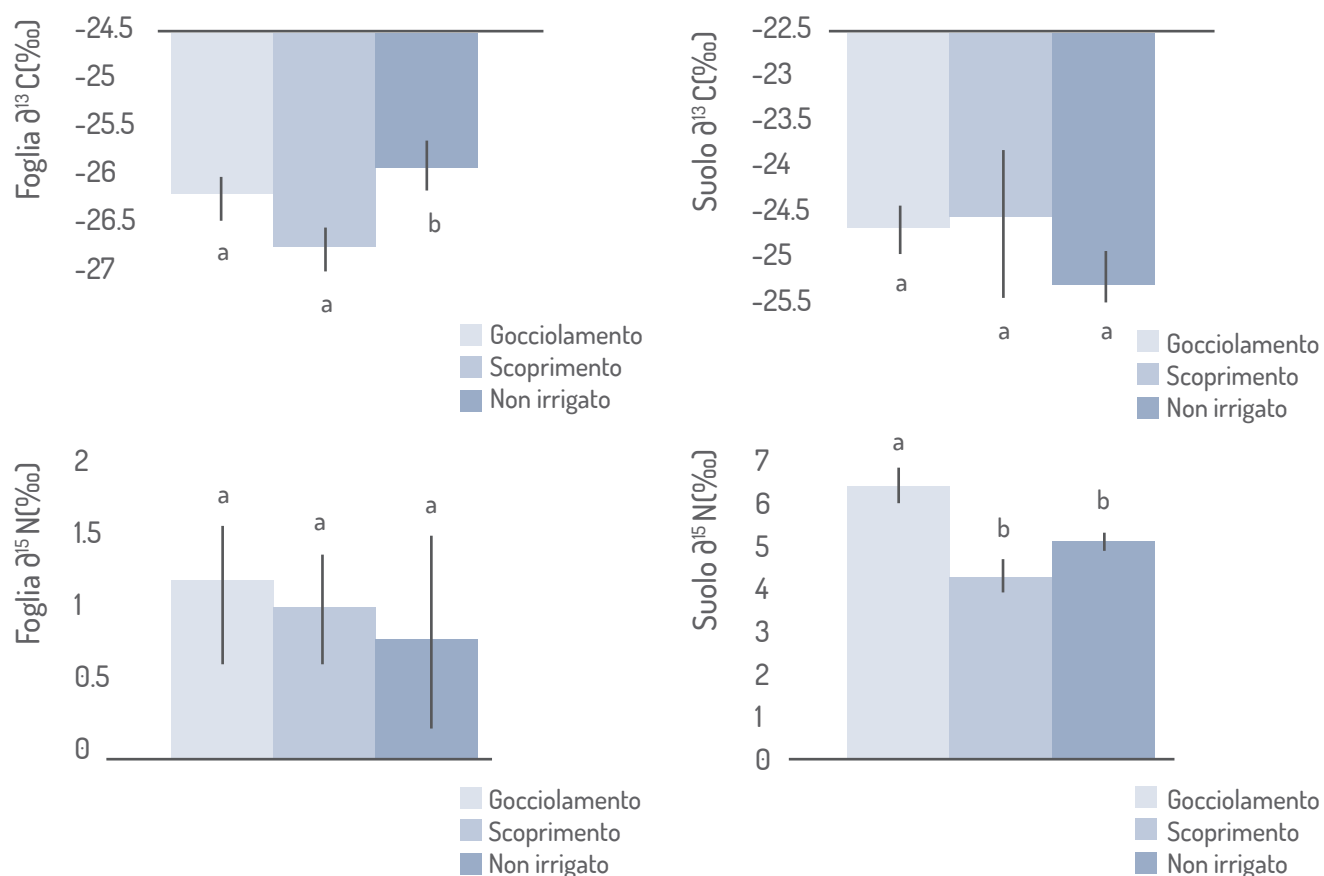 Foglia ∂¹³ C(‰)
-24.5
-25
-25.5
-26
-26.5
-27
a
a
b
Gocciolamento
Scoprimento
Non irrigato
Suolo ∂¹³ C(‰)
-22.5
-23
-23.5
-24
-24.5
-25
-25.5
a
a
a
Gocciolamento
Scoprimento
Non irrigato
Foglia ∂¹⁵ N(‰)
2
1.5
1
0.5
0
a
a
a
Gocciolamento
Scoprimento
Non irrigato
Suolo ∂¹⁵ N(‰)
7
6
5
4
3
2
1
0
a
b
b
Gocciolamento
Scoprimento
Non irrigato